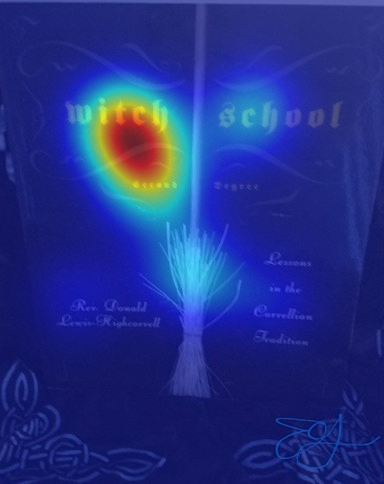 witch school
Second Degree
Lessons
in the
Correllian
Tradition
Rev. Donald
Lewis-Highcorrell